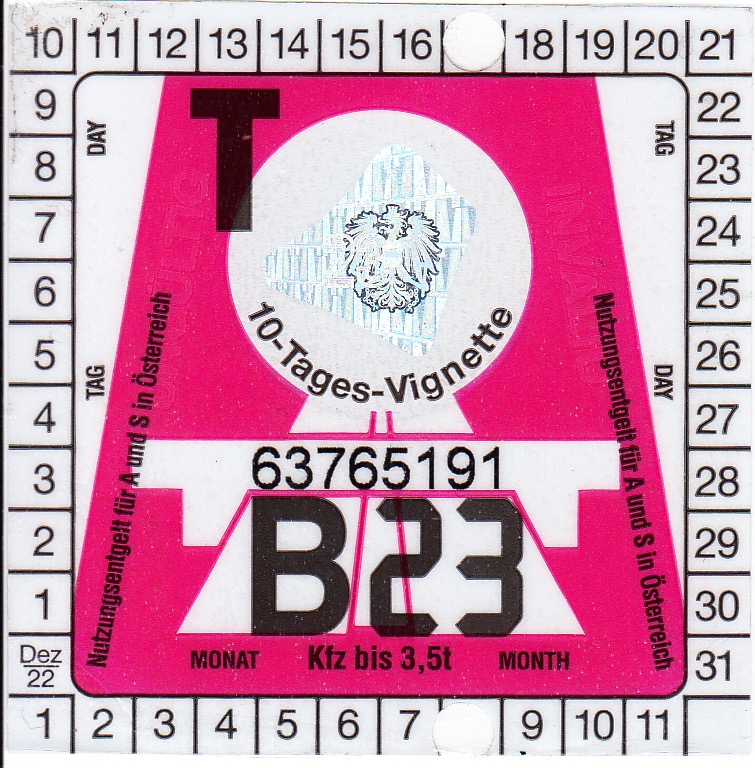 10 11 12 13 14 15 16 18 19 20 21
9
8
7
6
5
4
3
2
1
Dez
22
DAY
TAG
T
TAG
DAY
UNGÜLTIG
INVALID
10-Tages-Vignette
Nutzungsentgelt für A und S in Österreich
Nutzungsentgelt für A und S in Österreich
63765191
B23
MONAT Kfz bis 3,5t MONTH
22
23
24
25
26
27
28
29
30
31
1 2 3 4 5 6 7 9 10 11